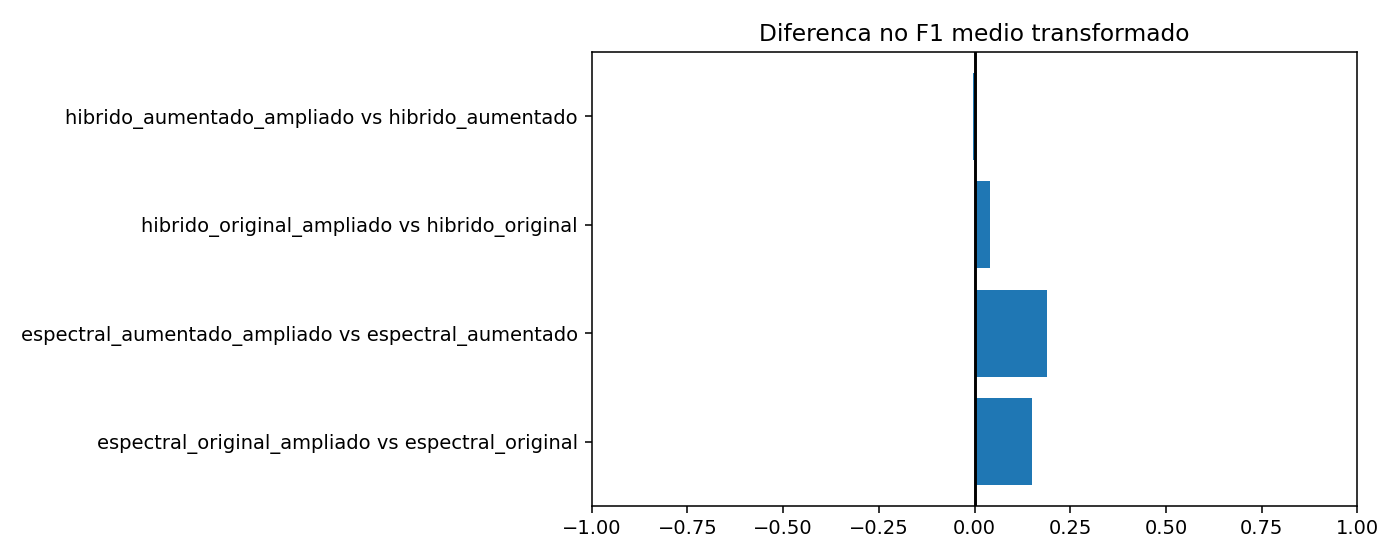 Diferenca no F1 medio transformado
hibrido_aumentado_ampliado vs hibrido_aumentado
hibrido_original_ampliado vs hibrido_original
espectral_aumentado_ampliado vs espectral_aumentado
espectral_original_ampliado vs espectral_original
−1.00 −0.75 −0.50 −0.25 0.00 0.25 0.50 0.75 1.00